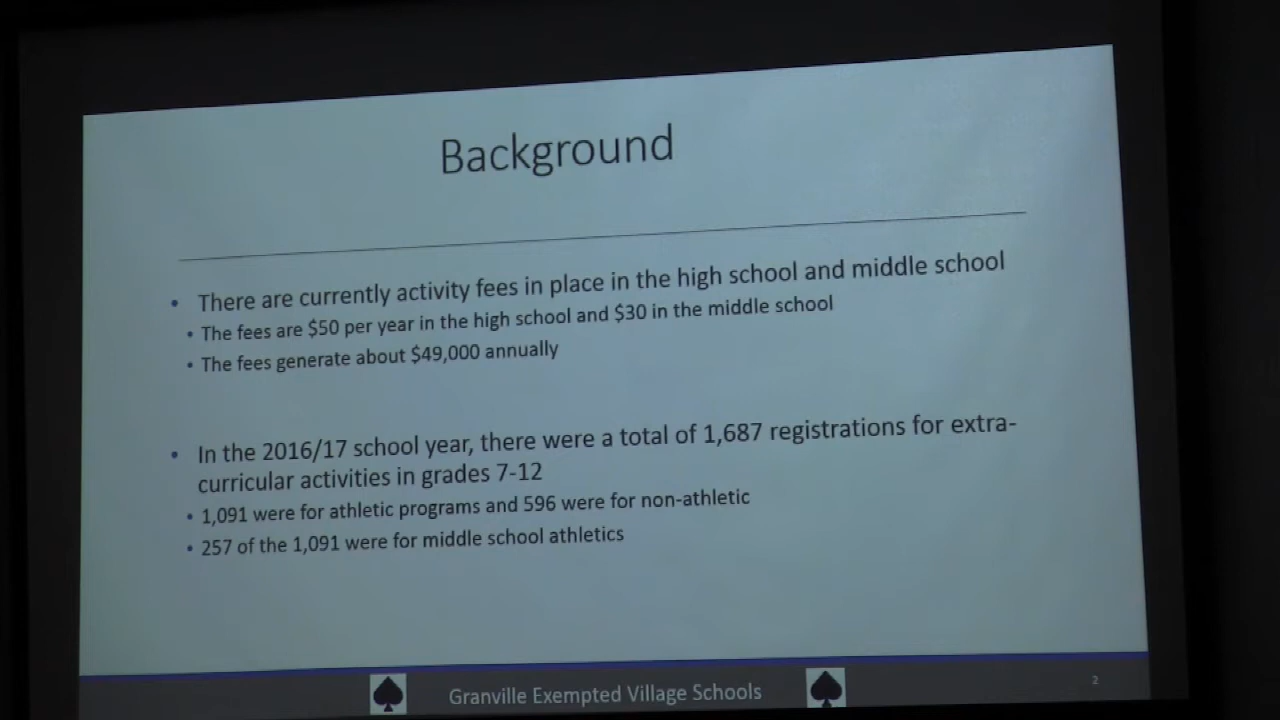 Background
• There are currently activity fees in place in the high school and middle school
• The fees are $50 per year in the high school and $30 in the middle school
• The fees generate about $49,000 annually
• In the 2016/17 school year, there were a total of 1,687 registrations for extra-
curricular activities in grades 7-12
• 1,091 were for athletic programs and 596 were for non-athletic
• 257 of the 1,091 were for middle school athletics
Granville Exempted Village Schools
2